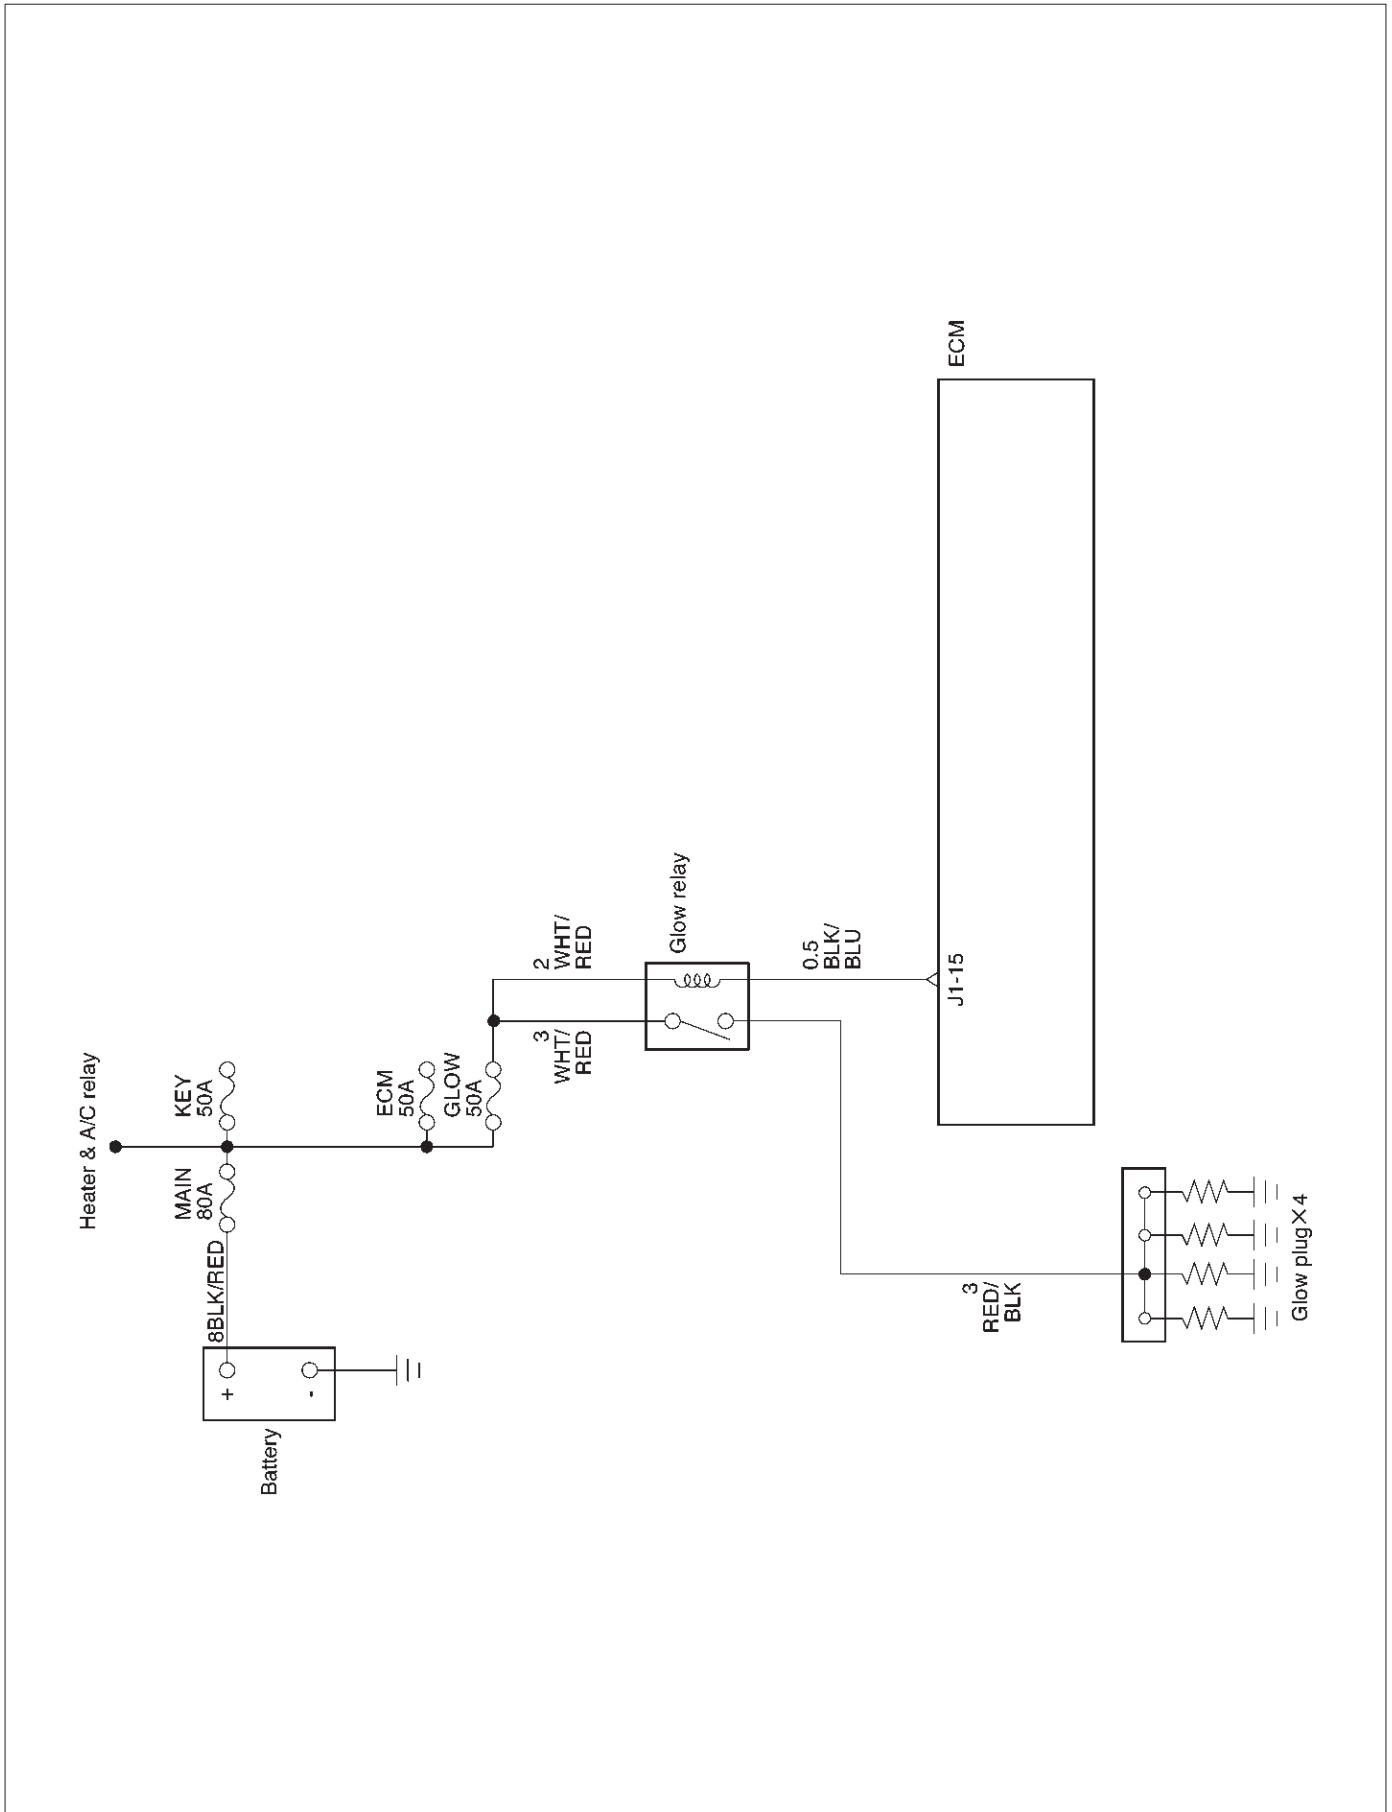 Heater & A/C relay
KEY
50A
MAIN
80A
8BLK/RED
+
-
Battery
ECM
50A
GLOW
50A
2
WHT/
RED
3
WHT/
RED
Glow relay
0.5
BLK/
BLU
J1-15
ECM
3
RED/
BLK
Glow plug×4